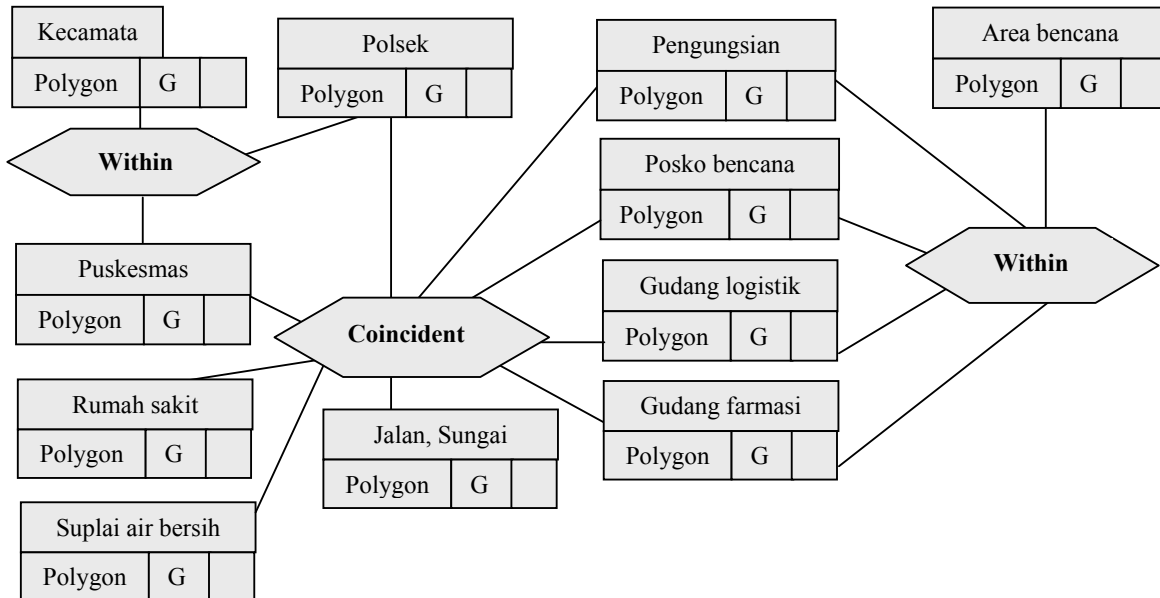 Kecamata
Polygon G
Polsek
Polygon G
Pengungsian
Polygon G
Area bencana
Polygon G
Within
Posko bencana
Polygon G
Puskesmas
Polygon G
Within
Gudang logistik
Polygon G
Coincident
Rumah sakit
Polygon G
Jalan, Sungai
Polygon G
Gudang farmasi
Polygon G
Suplai air bersih
Polygon G